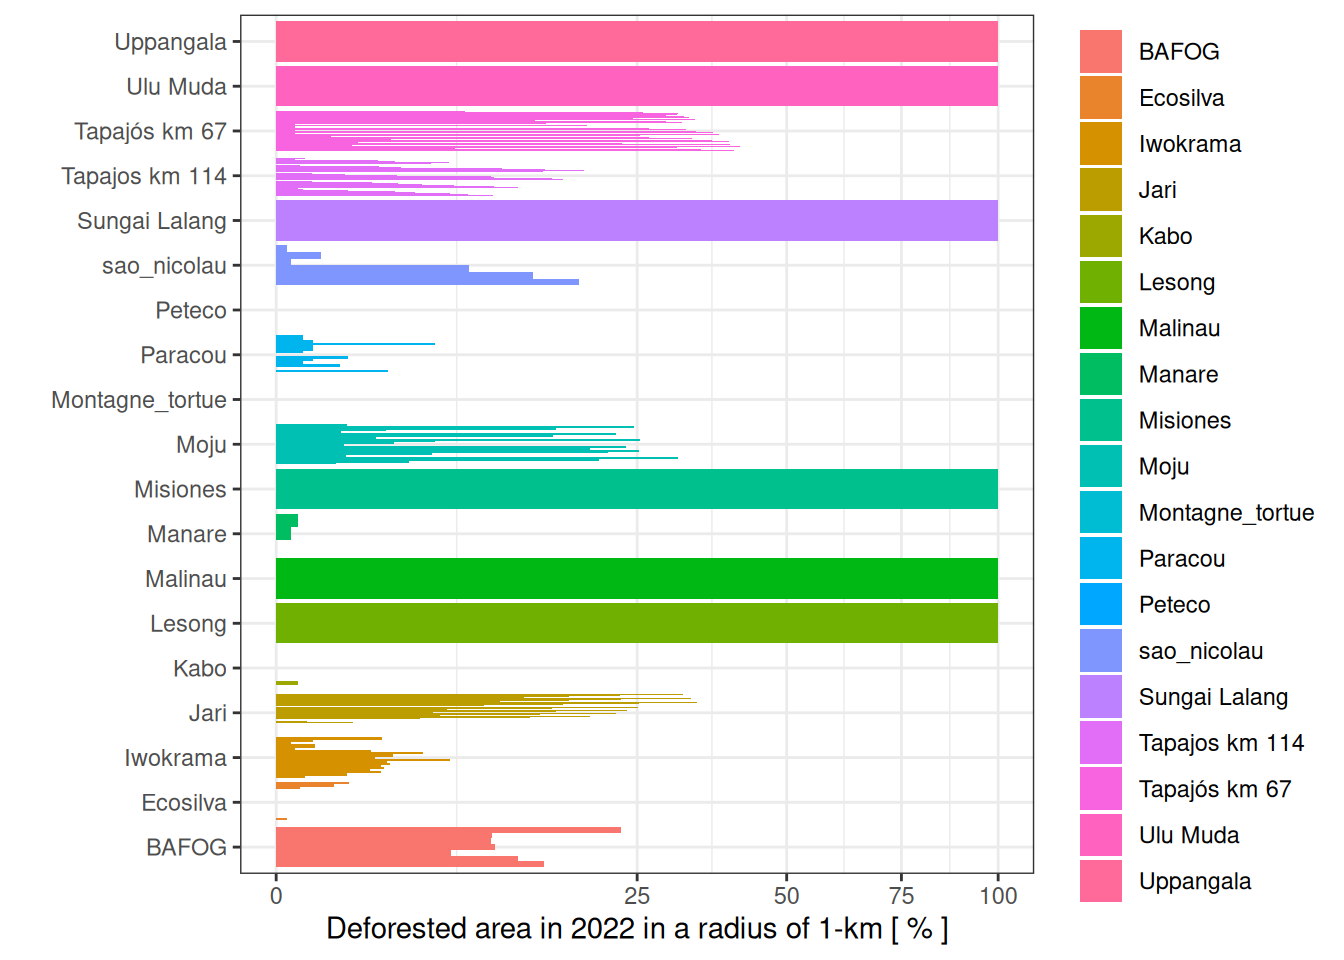 Uppangala
Ulu Muda
Tapajós km 67
Tapajos km 114
Sungai Lalang
sao_nicolau
Peteco
Paracou
Montagne_tortue
Moju
Misiones
Manare
Malinau
Lesong
Kabo
Jari
Iwokrama
Ecosilva
BAFOG
0 25 50 75 100
Deforested area in 2022 in a radius of 1-km [ % ]
BAFOG
Ecosilva
Iwokrama
Jari
Kabo
Lesong
Malinau
Manare
Misiones
Moju
Montagne_tortue
Paracou
Peteco
sao_nicolau
Sungai Lalang
Tapajos km 114
Tapajós km 67
Ulu Muda
Uppangala